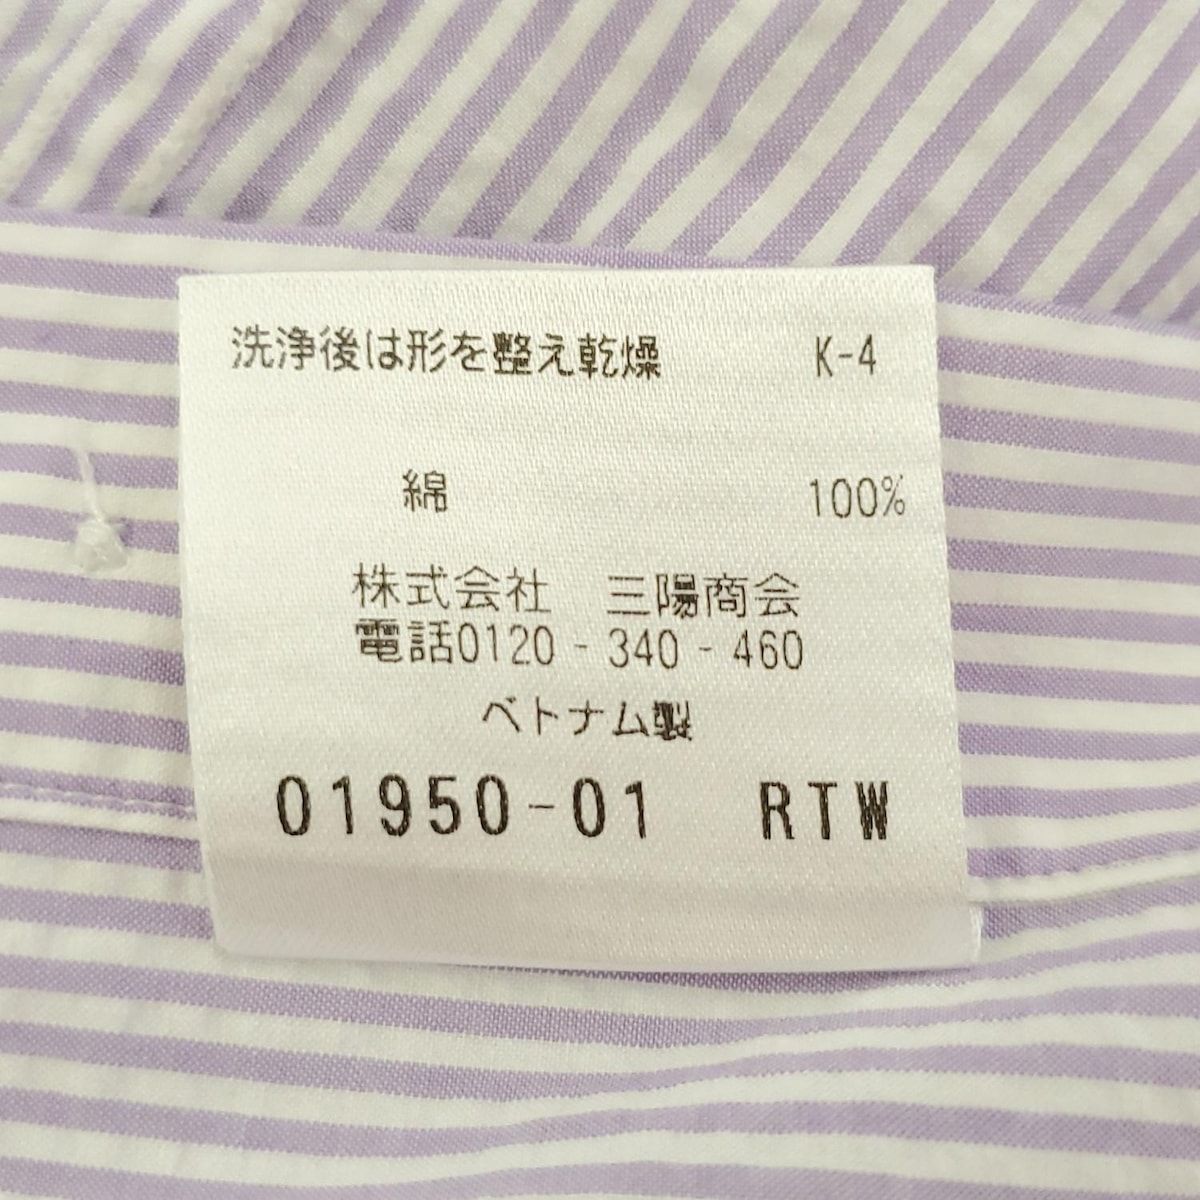 洗浄後は形を整え乾燥 K-4
綿 100%
株式会社 三陽商会
電話0120-340-460
ベトナム製
01950-01 RTW